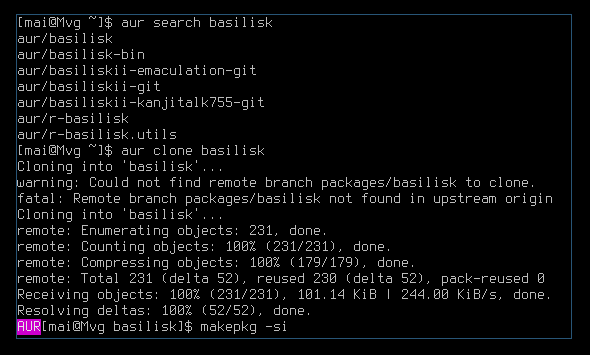 [mai@Mvg ~]$ aur search basilisk
aur/basilisk
aur/basilisk-bin
aur/basiliskii-emaculation-git
aur/basiliskii-git
aur/basiliskii-kanjitalk755-git
aur/r-basilisk
aur/r-basilisk.utils
[mai@Mvg ~]$ aur clone basilisk
Cloning into 'basilisk'...
warning: Could not find remote branch packages/basilisk to clone.
fatal: Remote branch packages/basilisk not found in upstream origin
Cloning into 'basilisk'...
remote: Enumerating objects: 231, done.
remote: Counting objects: 100% (231/231), done.
remote: Compressing objects: 100% (179/179), done.
remote: Total 231 (delta 52), reused 230 (delta 52), pack-reused 0
Receiving objects: 100% (231/231), 101.14 KiB | 244.00 KiB/s, done.
Resolving deltas: 100% (52/52), done.
AUR[mai@Mvg basilisk]$ makepkg -si